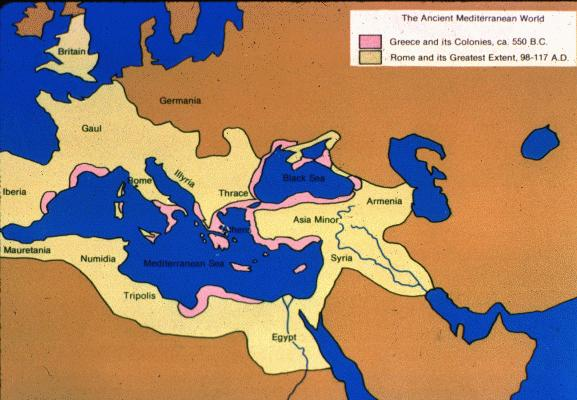 The Ancient Mediterranean World
Greece and its Colonies, ca. 550 B.C.
Rome and its Greatest Extent, 98-117 A.D.
Britain
Germania
Gaul
Rome
Illyria
Iberia
Thrace
Black Sea
Armenia
Asia Minor
Athens
Mauretania
Numidia
Mediterranean Sea
Syria
Tripolis
Egypt